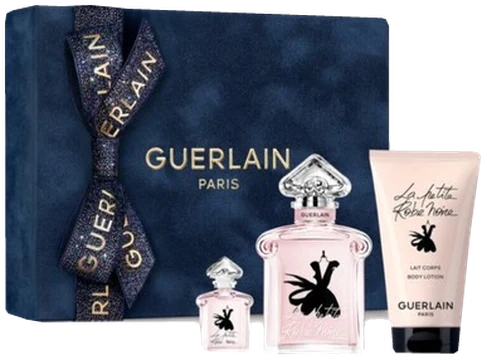 GUERLAIN
PARIS
GUERLAIN
GUERLAIN
GUERLAIN
La petite
Robe Noire
LAIT CORPS
BODY LOTION
GUERLAIN
PARIS